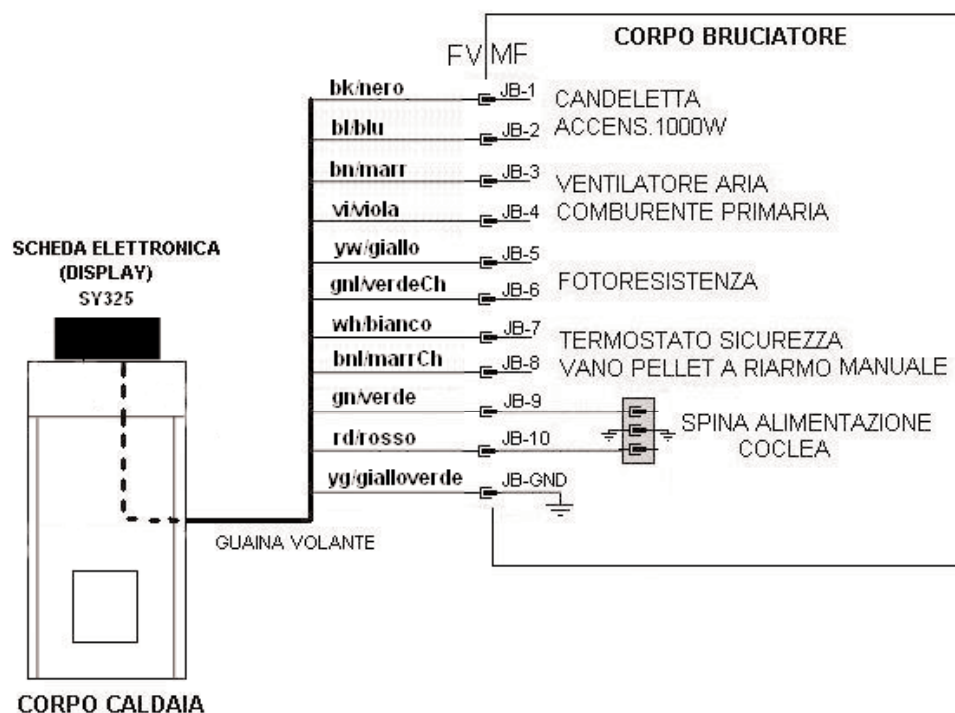 CORPO BRUCIATORE
FV MF
bk/nero JB-1 CANDELETTA
bl/blu JB-2 ACCENS.1000W
bn/marr JB-3 VENTILATORE ARIA
vi/viola JB-4 COMBURENTE PRIMARIA
yw/giallo JB-5
gnl/verdeCh JB-6 FOTORESISTENZA
wh/bianco JB-7 TERMOSTATO SICUREZZA
bnl/marrCh JB-8 VANO PELLET A RIARMO MANUALE
gn/verde JB-9 SPINA ALIMENTAZIONE
rd/rosso JB-10 COCLEA
yg/gialloverde JB-GND
SCHEDA ELETTRONICA
(DISPLAY)
SY325
GUAINA VOLANTE
CORPO CALDAIA